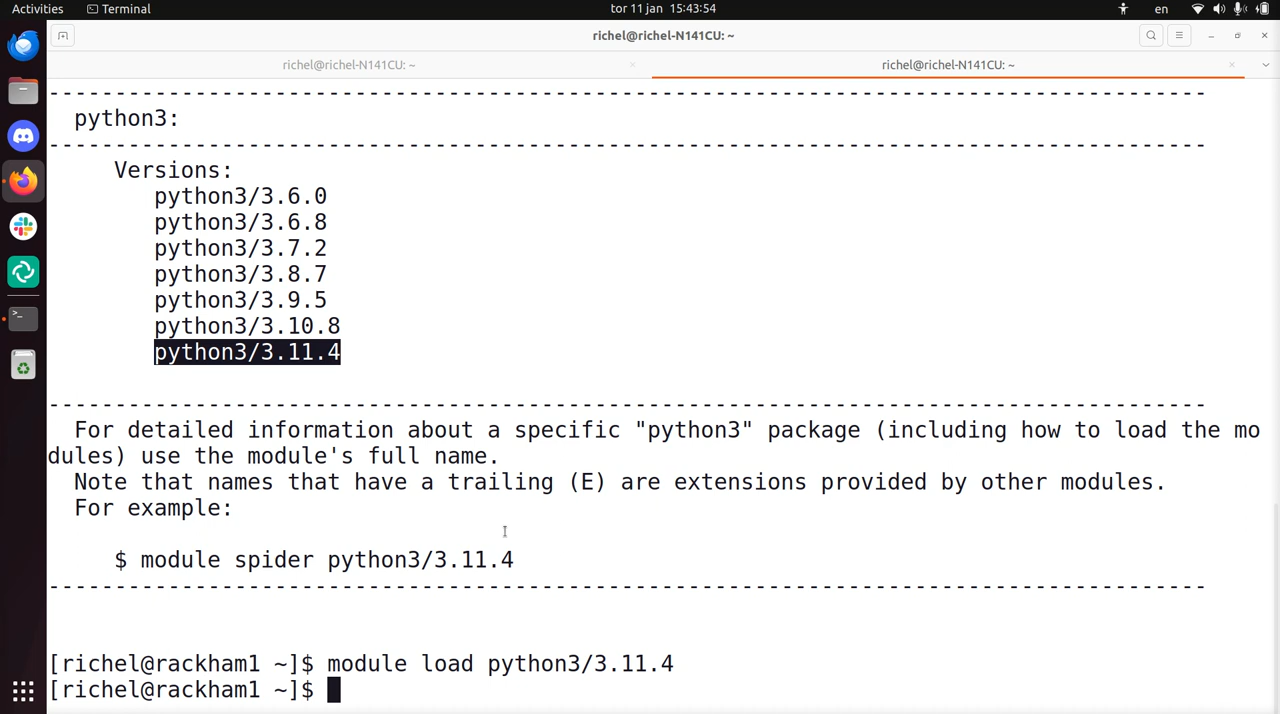 Activities Terminal tor 11 jan 15:43:54 en
richel@richel-N141CU: ~
richel@richel-N141CU: ~ × richel@richel-N141CU: ~ ×
---------------------------------------------------------------------------------------
python3:
---------------------------------------------------------------------------------------
Versions:
python3/3.6.0
python3/3.6.8
python3/3.7.2
python3/3.8.7
python3/3.9.5
python3/3.10.8
python3/3.11.4
---------------------------------------------------------------------------------------
For detailed information about a specific "python3" package (including how to load the mo
dules) use the module's full name.
Note that names that have a trailing (E) are extensions provided by other modules.
For example:
$ module spider python3/3.11.4
---------------------------------------------------------------------------------------
[richel@rackham1 ~]$ module load python3/3.11.4
[richel@rackham1 ~]$